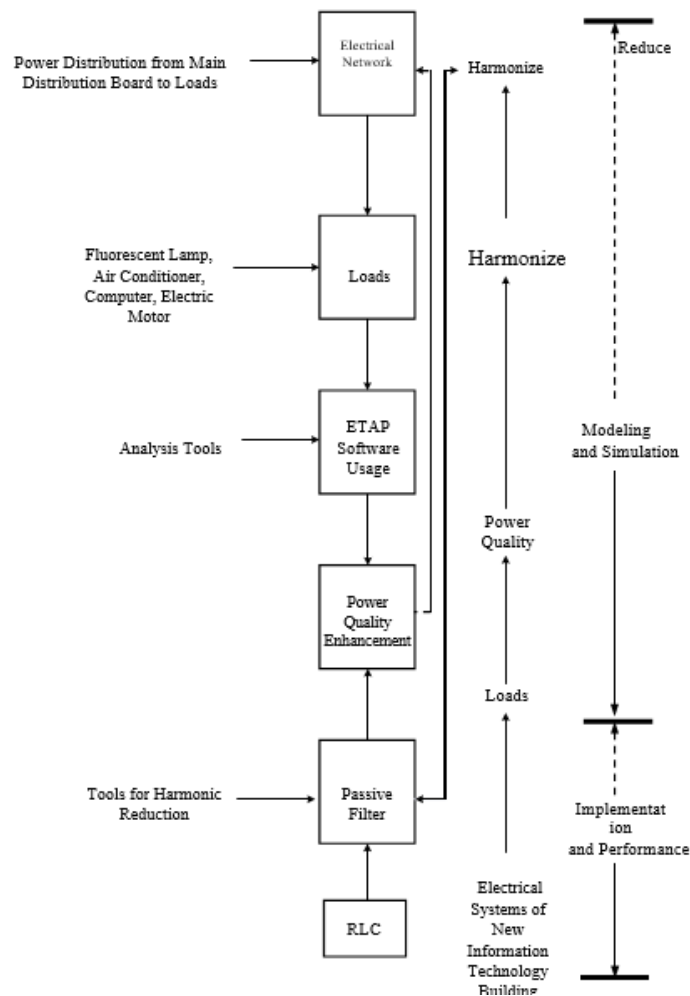 Electrical
Network
Reduce
Power Distribution from Main
Distribution Board to Loads
Harmonize
Fluorescent Lamp,
Air Conditioner,
Computer, Electric
Motor
Loads
Harmonize
ETAP
Software
Usage
Analysis Tools
Modeling
and Simulation
Power
Quality
Power
Quality
Enhancement
Loads
Tools for Harmonic
Reduction
Passive
Filter
Implementat
ion
and Performance
RLC
Electrical
Systems of
New
Information
Technology
Building